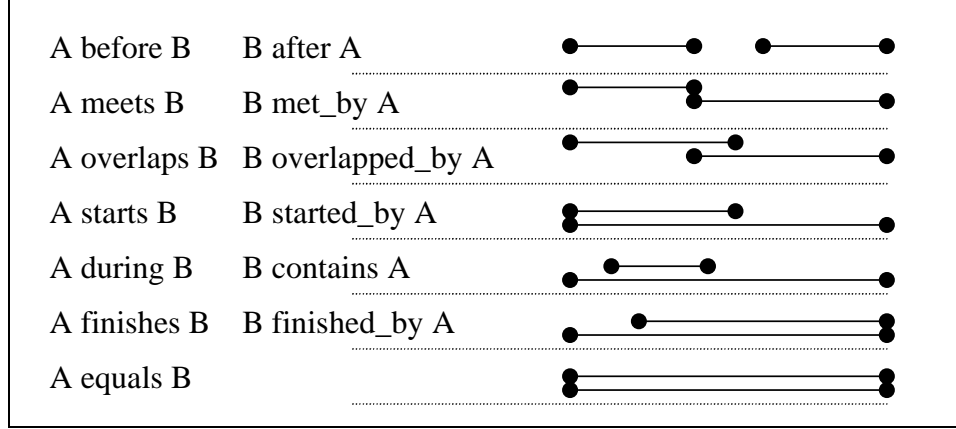 A before B B after A
A meets B B met_by A
A overlaps B B overlapped_by A
A starts B B started_by A
A during B B contains A
A finishes B B finished_by A
A equals B